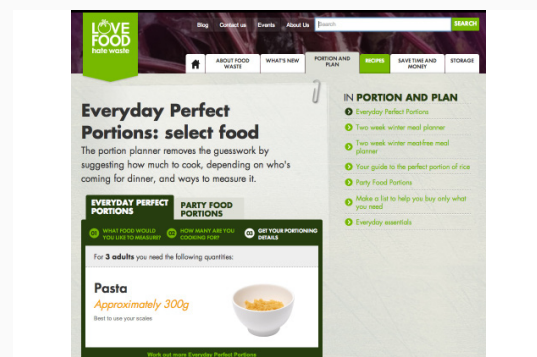 LOVE
FOOD
hate waste
Blog Contact us Events About Us Search SEARCH
ABOUT FOOD
WASTE
WHAT'S NEW
PORTION AND
PLAN
RECIPES
SAVE TIME AND
MONEY
STORAGE
Everyday Perfect
Portions: select food
The portion planner removes the guesswork by
suggesting how much to cook, depending on who's
coming for dinner, and ways to measure it.
EVERYDAY PERFECT
PORTIONS
PARTY FOOD
PORTIONS
01 WHAT FOOD WOULD
YOU LIKE TO MEASURE?
02 HOW MANY ARE YOU
COOKING FOR?
03 GET YOUR PORTIONING
DETAILS
For 3 adults you need the following quantities:
Pasta
Approximately 300g
Best to use your scales
Work out more Everyday Perfect Portions
IN PORTION AND PLAN
Everyday Perfect Portions
Two week winter meal planner
Two week winter meatfree meal
planner
Your guide to the perfect portion of rice
Party Food Portions
Make a list to help you buy only what
you need
Everyday essentials